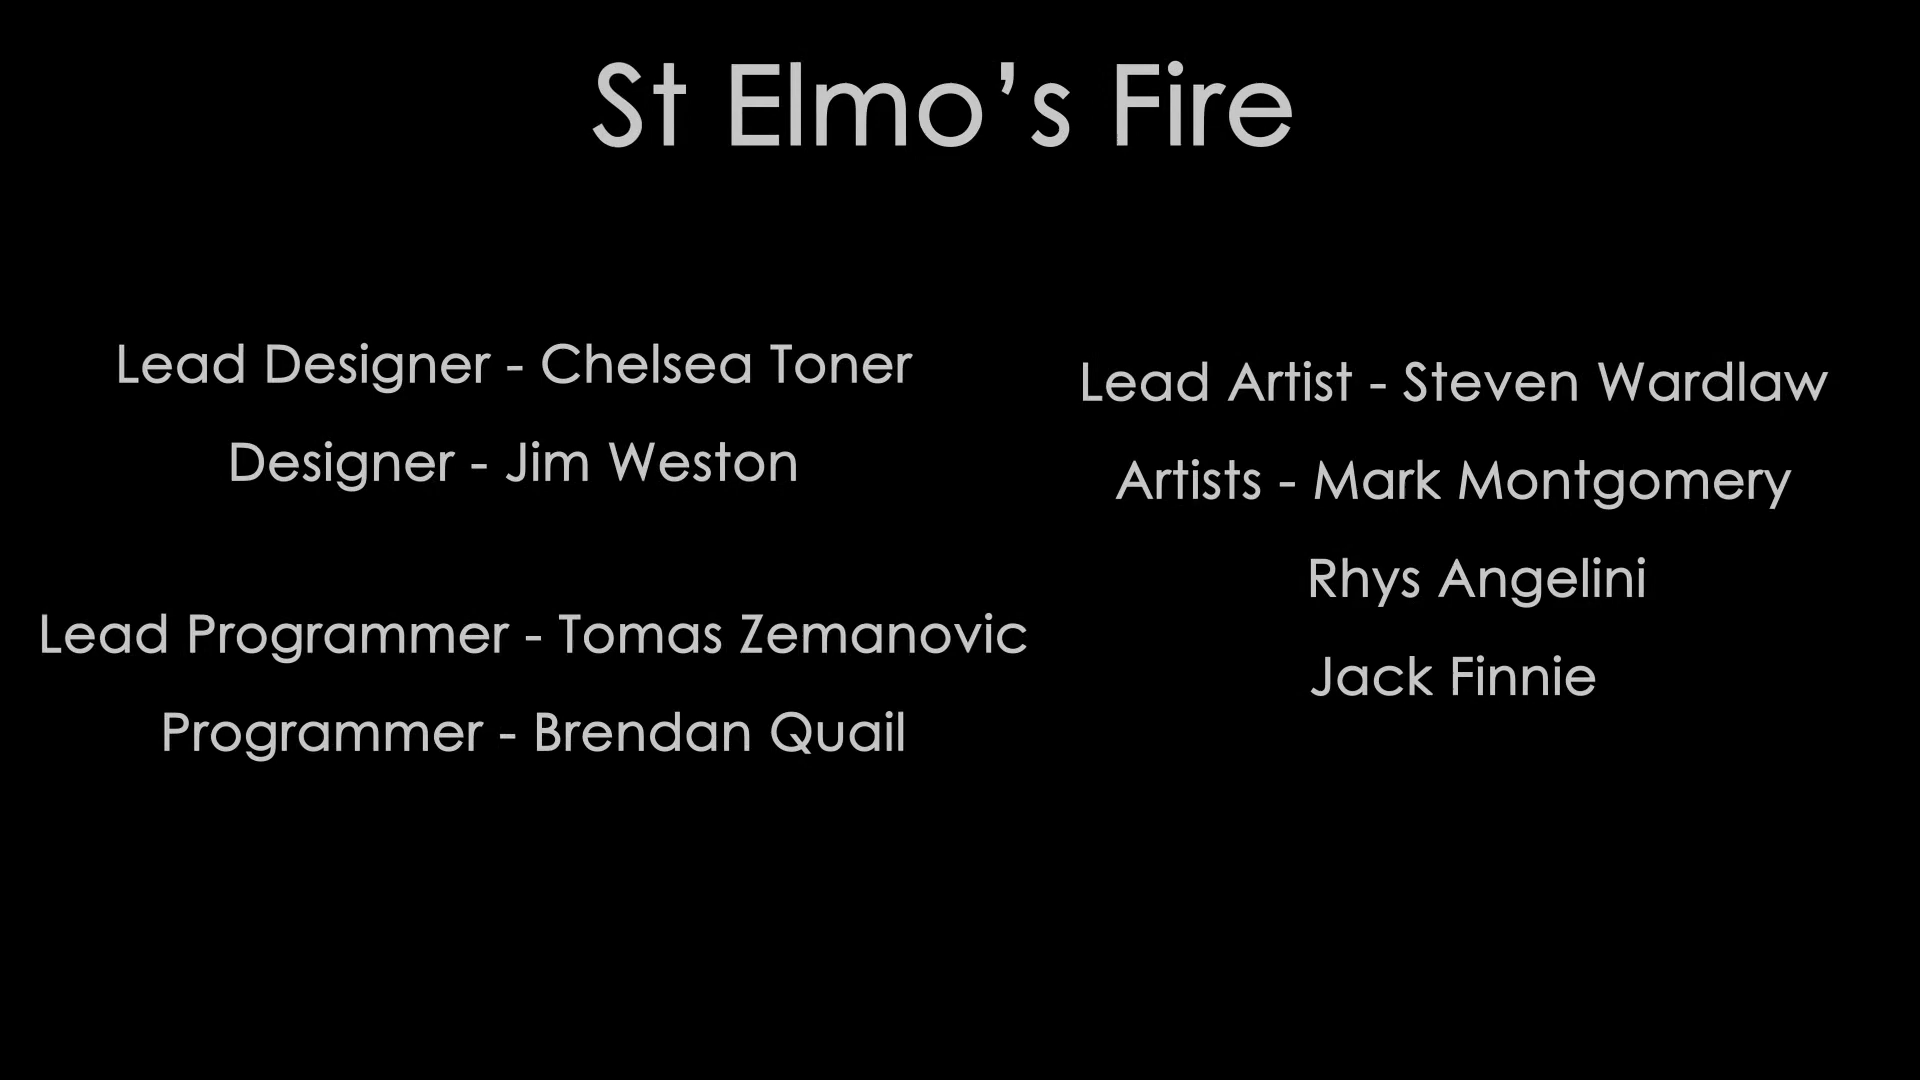 St Elmo’s Fire
Lead Designer - Chelsea Toner
Designer - Jim Weston
Lead Programmer - Tomas Zemanovic
Programmer - Brendan Quail
Lead Artist - Steven Wardlaw
Artists - Mark Montgomery
Rhys Angelini
Jack Finnie